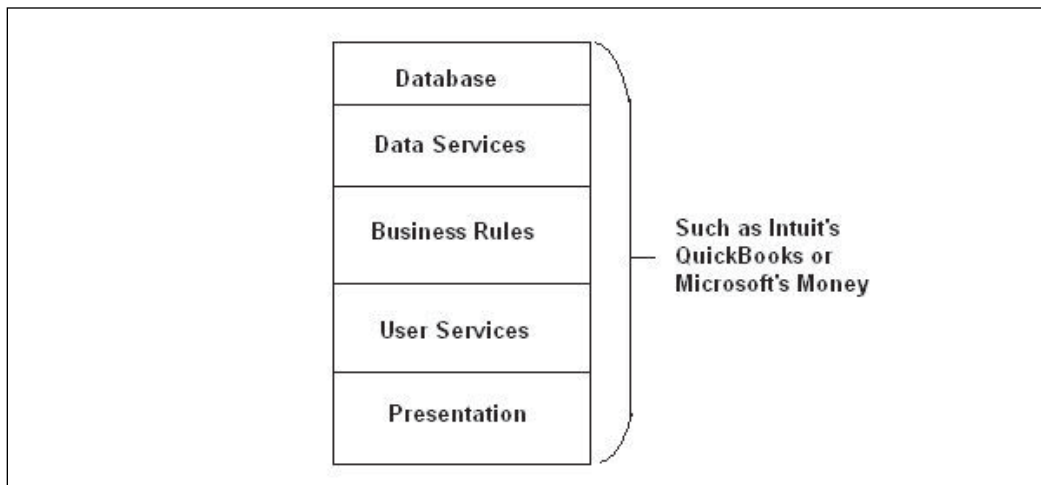 Database
Data Services
Business Rules
User Services
Presentation
Such as Intuit's
QuickBooks or
Microsoft's Money